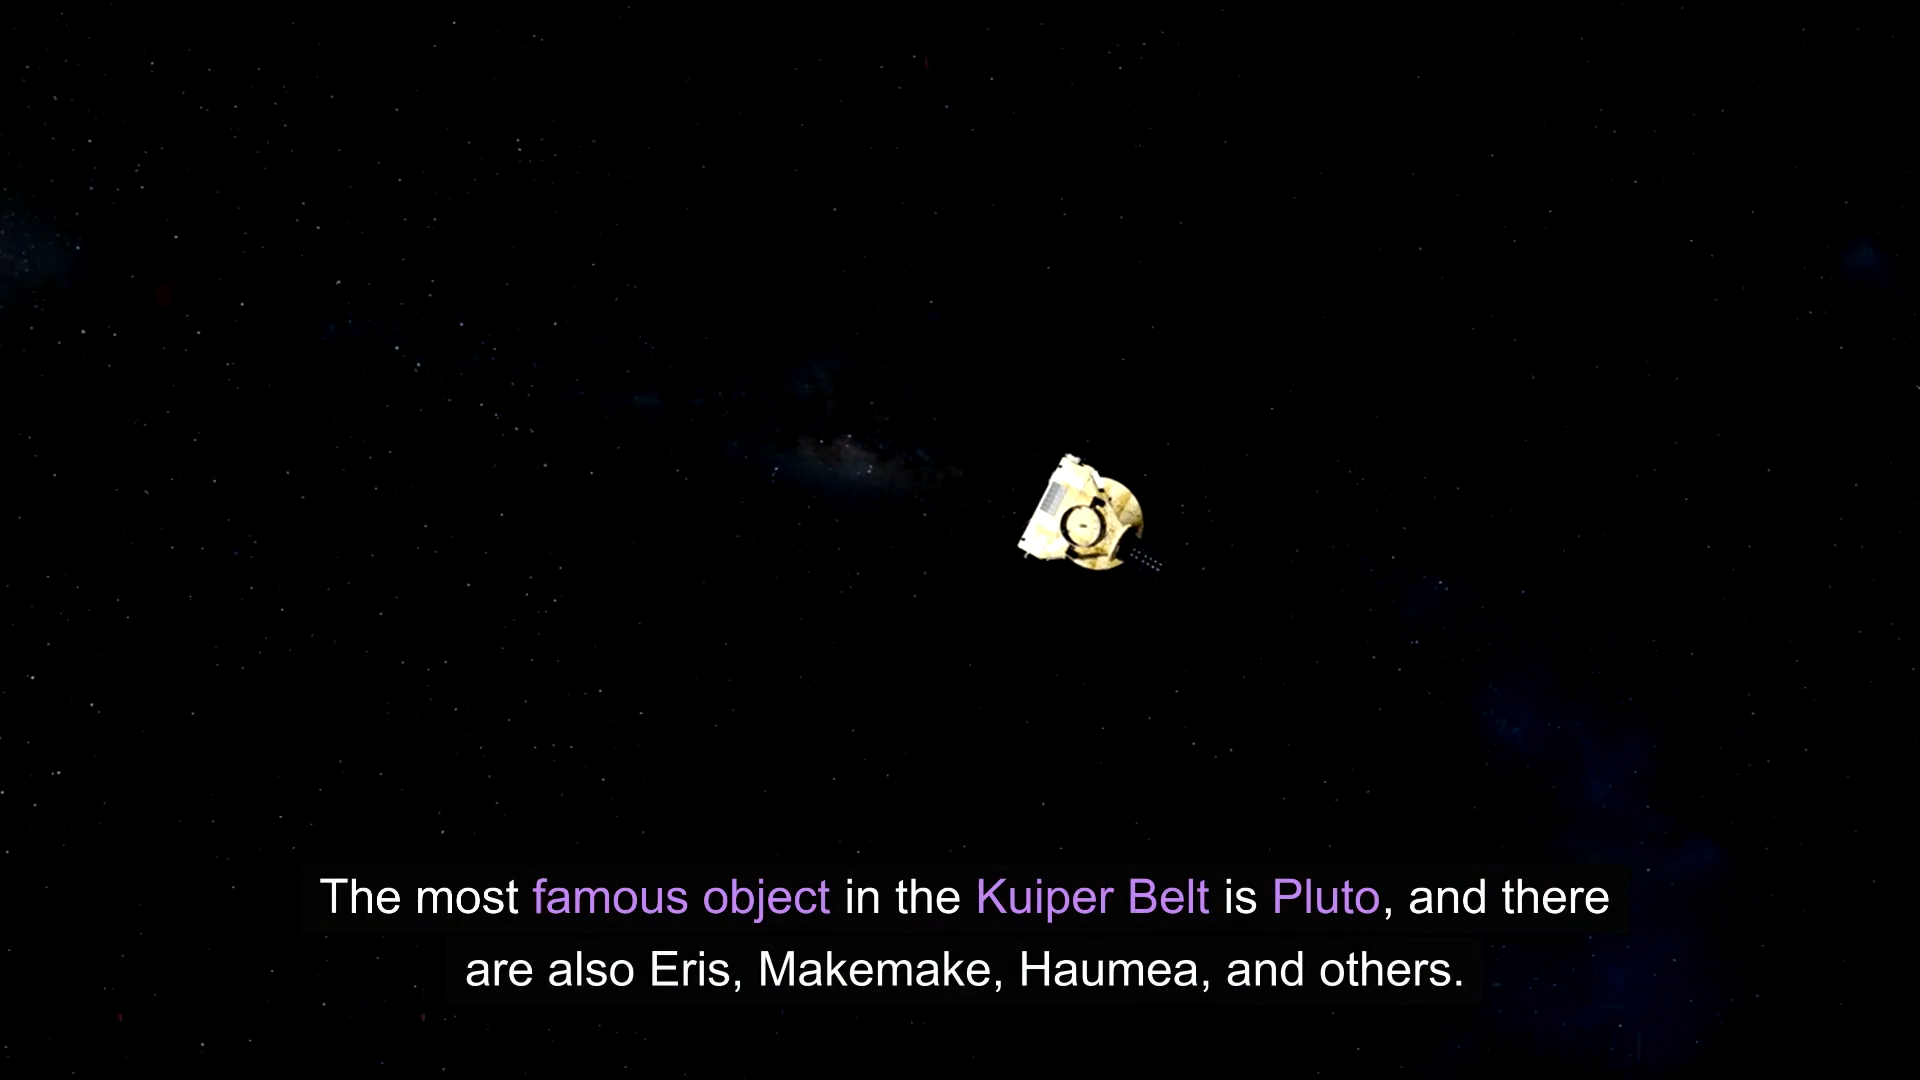 The most famous object in the Kuiper Belt is Pluto, and there
are also Eris, Makemake, Haumea, and others.